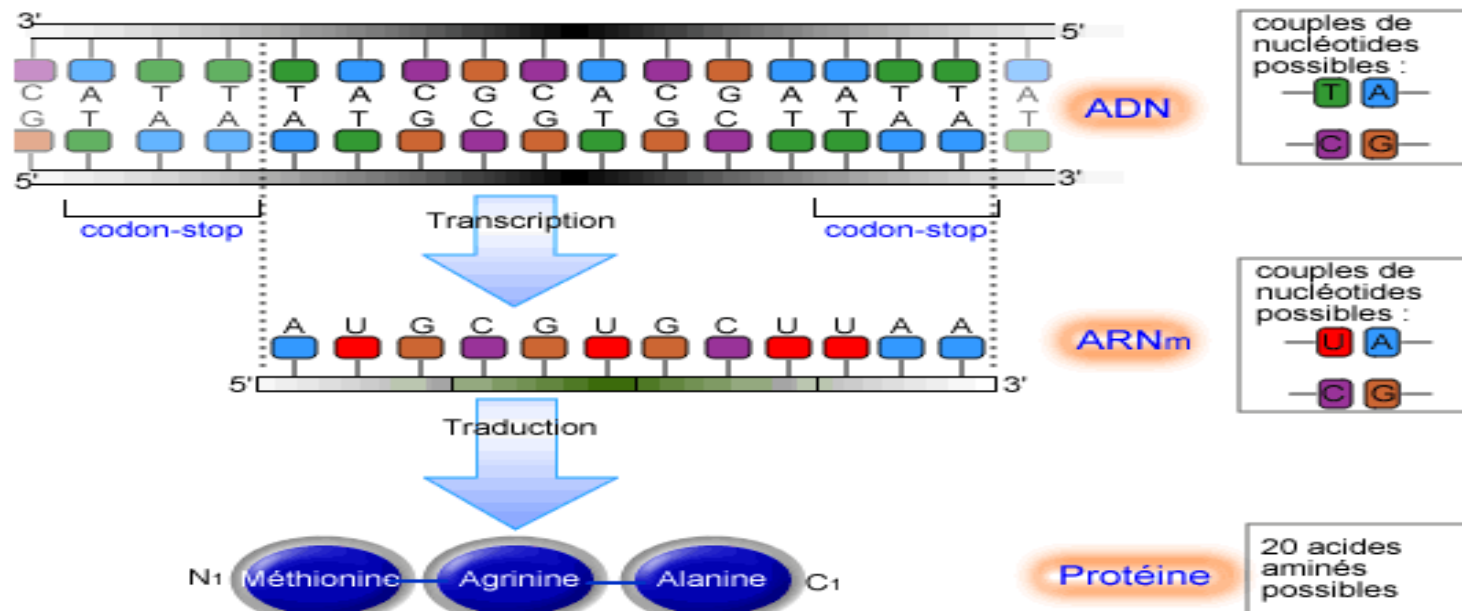 3' 5'
C A T T T A C G C A C G A A T T A
G T A A A T G C G T G C T T A A T
5' 3'
codon-stop Transcription codon-stop
ADN
couples de
nucléotides
possibles :
T A
C G
A U G C G U G C U U A A
5' 3'
Traduction
ARNm
couples de
nucléotides
possibles :
U A
C G
N1 Méthionine Agrinine Alanine C1
Protéine
20 acides
aminés
possibles